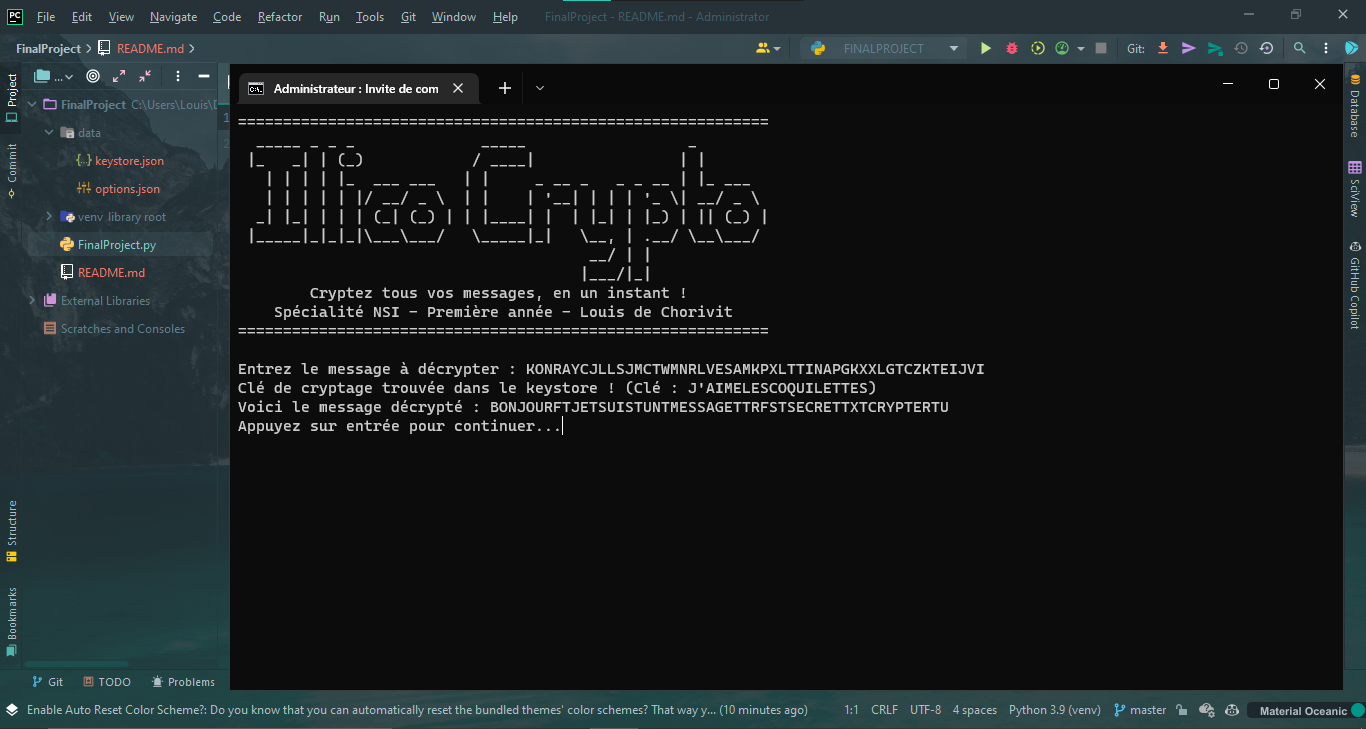 File Edit View Navigate Code Refactor Run Tools Git Window Help FinalProject - README.md - Administrator
FinalProject README.md FINALPROJECT Git:
... Administrateur : Invite de com
Project
Commit
Structure
Bookmarks
FinalProject C:\Users\Louis\
data
keystore.json
options.json
venv library root
FinalProject.py
README.md
External Libraries
Scratches and Consoles
1
2
===========================================================
IllicoCrypto
Cryptez tous vos messages, en un instant !
Spécialité NSI - Première année - Louis de Chorivit
===========================================================
Entrez le message à décrypter : KONRAYCJLLSJMCTWMNRLVESAMKPXLTTINAPGKXXLGTCZKTEIJVI
Clé de cryptage trouvée dans le keystore ! (Clé : J'AIMELESCOQUILETTES)
Voici le message décrypté : BONJOURFTJETSUISTUNTMESSAGETTRFSTSECRETTXTCRYPTERTU
Appuyez sur entrée pour continuer...
Database
SciView
GitHub Copilot
Git TODO Problems
Enable Auto Reset Color Scheme?: Do you know that you can automatically reset the bundled themes' color schemes? That way y... (10 minutes ago) 1:1 CRLF UTF-8 4 spaces Python 3.9 (venv) master Material Oceanic